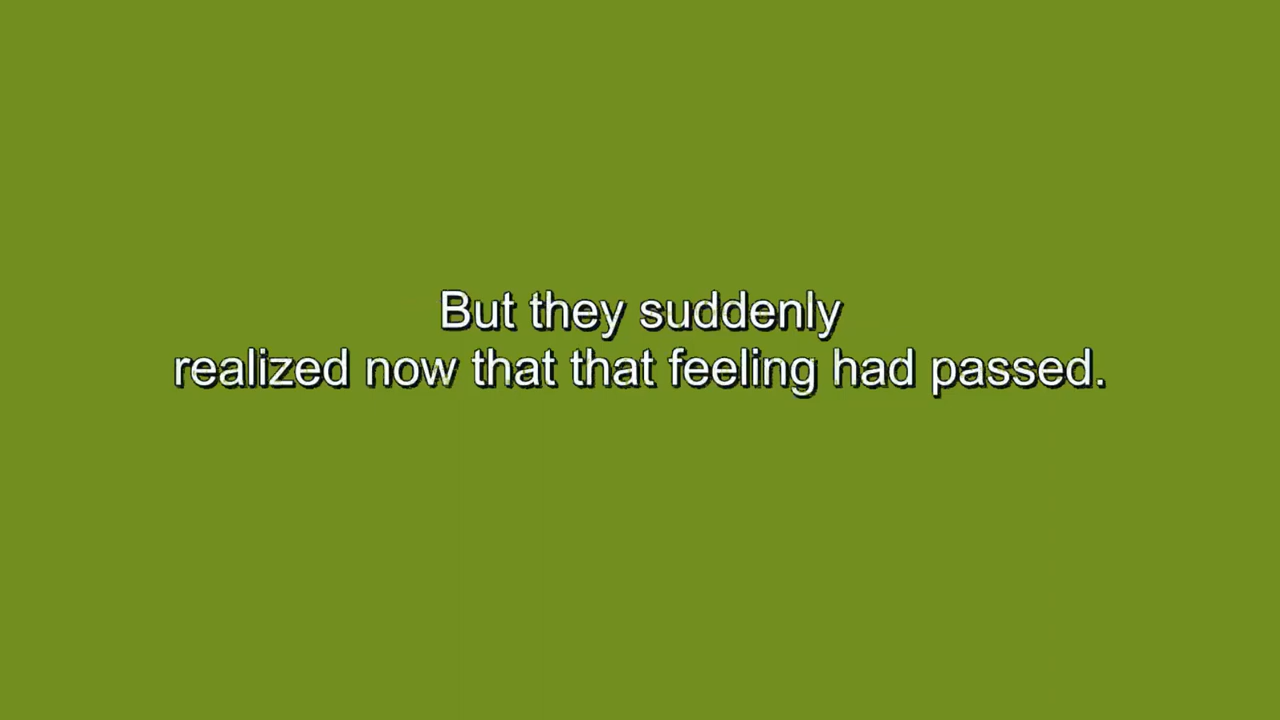 But they suddenly
realized now that that feeling had passed.